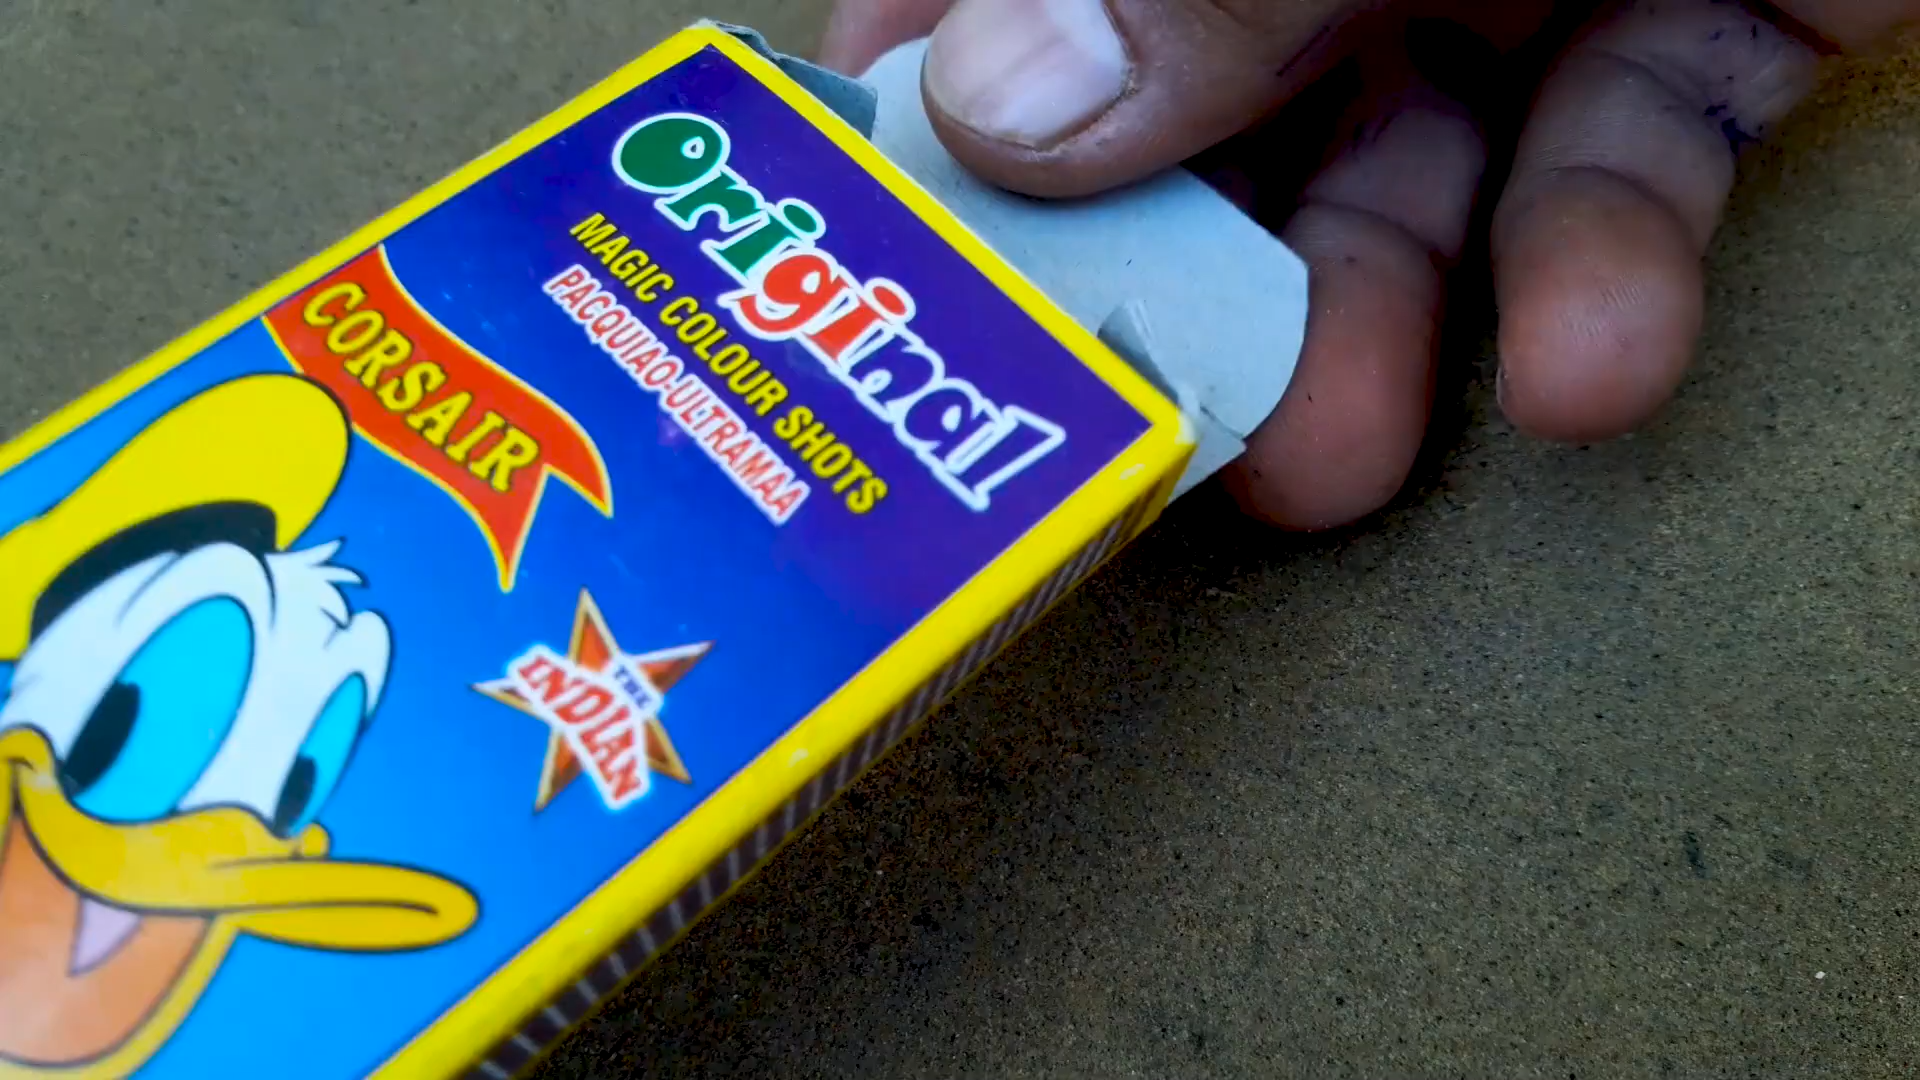 Original
MAGIC COLOUR SHOTS
PACQUIAO-ULTRAMAA
CORSAIR
THE
INDIAN